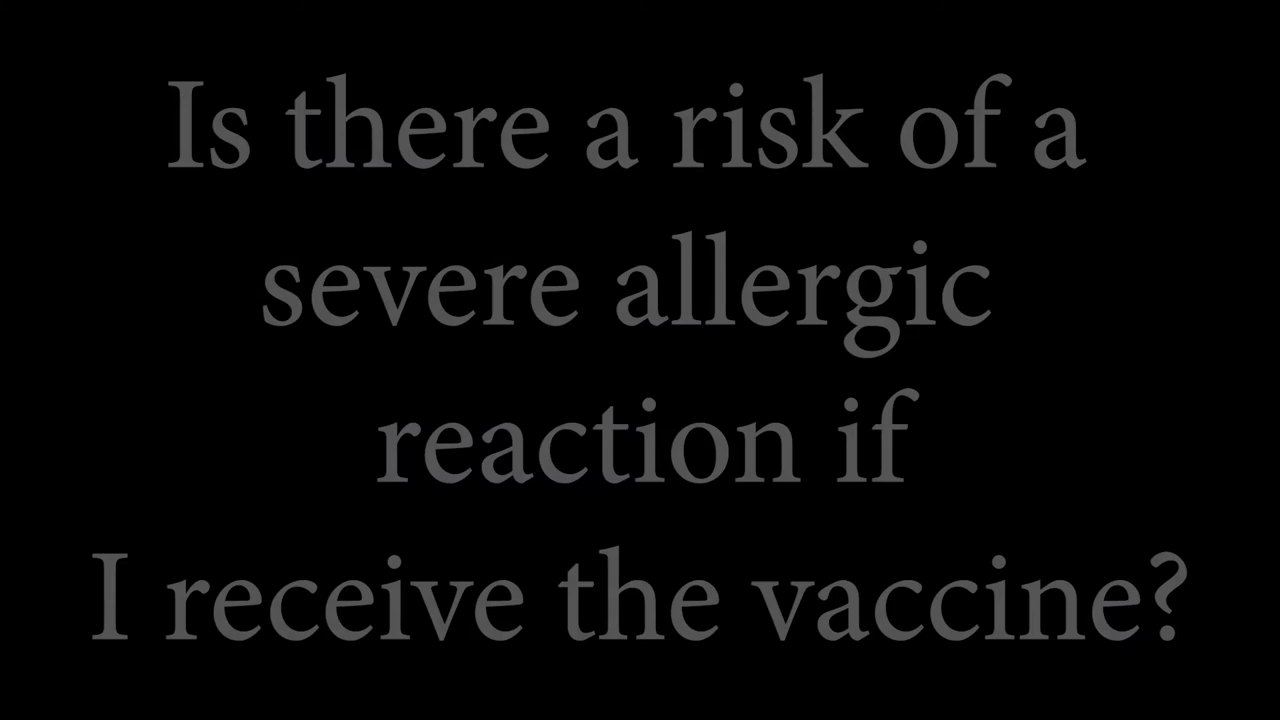 Is there a risk of a
severe allergic
reaction if
I receive the vaccine?